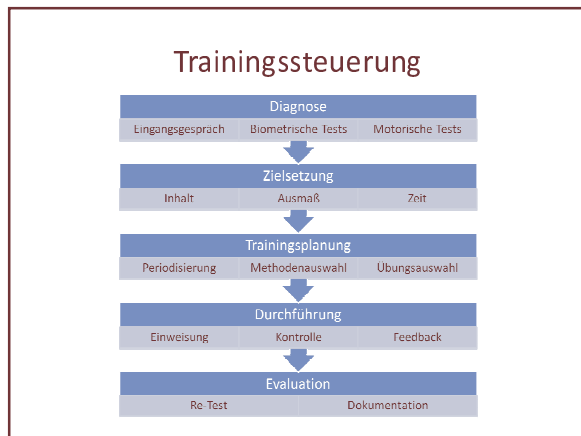 Trainingssteuerung
Diagnose
Eingangsgespräch Biometrische Tests Motorische Tests
Zielsetzung
Inhalt Ausmaß Zeit
Trainingsplanung
Periodisierung Methodenauswahl Übungsauswahl
Durchführung
Einweisung Kontrolle Feedback
Evaluation
Re-Test Dokumentation